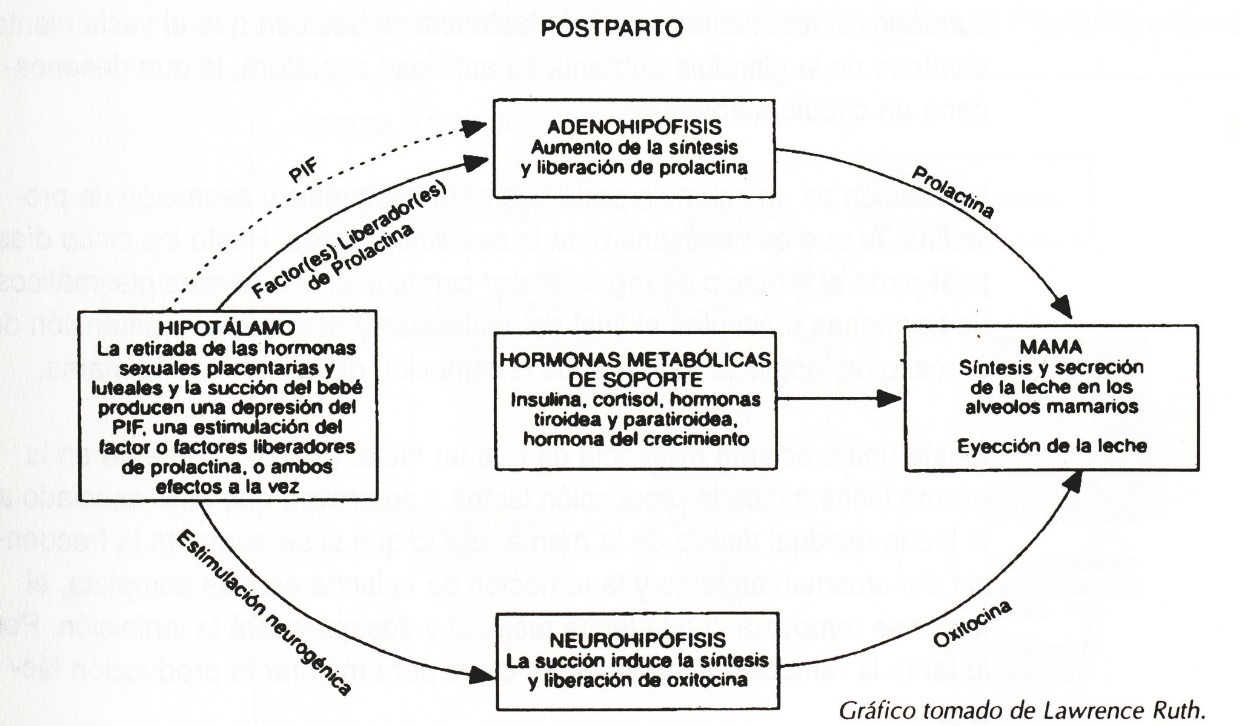 POSTPARTO
ADENOHIPÓFISIS
Aumento de la síntesis
y liberación de prolactina
PIF
Factor(es) Liberador(es)
de Prolactina
Prolactina
HIPOTÁLAMO
La retirada de las hormonas
sexuales placentarias y
luteales y la succión del bebé
producen una depresión del
PIF, una estimulación del
factor o factores liberadores
de prolactina, o ambos
efectos a la vez
HORMONAS METABÓLICAS
DE SOPORTE
Insulina, cortisol, hormonas
tiroidea y paratiroidea,
hormona del crecimiento
MAMA
Síntesis y secreción
de la leche en los
alveolos mamarios
Eyección de la leche
Estimulación neurogénica
NEUROHIPÓFISIS
La succión induce la síntesis
y liberación de oxitocina
Oxitocina
Gráfico tomado de Lawrence Ruth.